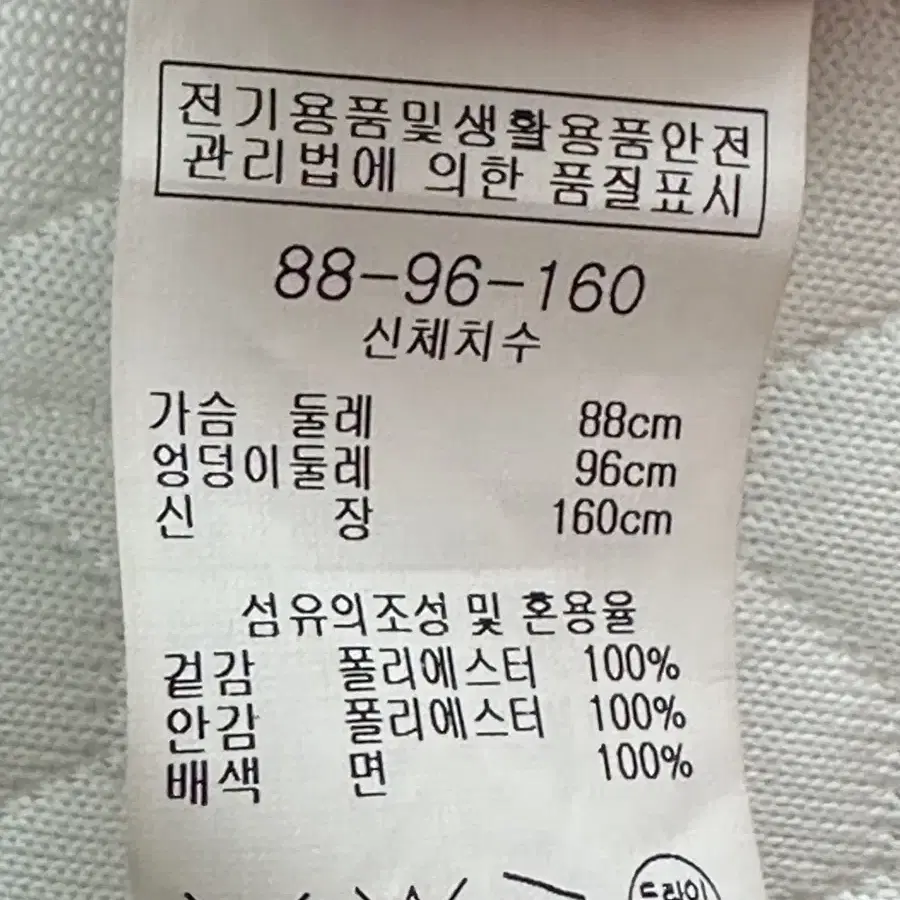 전기용품및생활용품안전
관리법에 의한 품질표시
88-96-160
신체치수
가슴 둘레 88cm
엉덩이둘레 96cm
신 장 160cm
섬유의조성 및 혼용율
겉감 폴리에스터 100%
안감 폴리에스터 100%
배색 면 100%
드라이